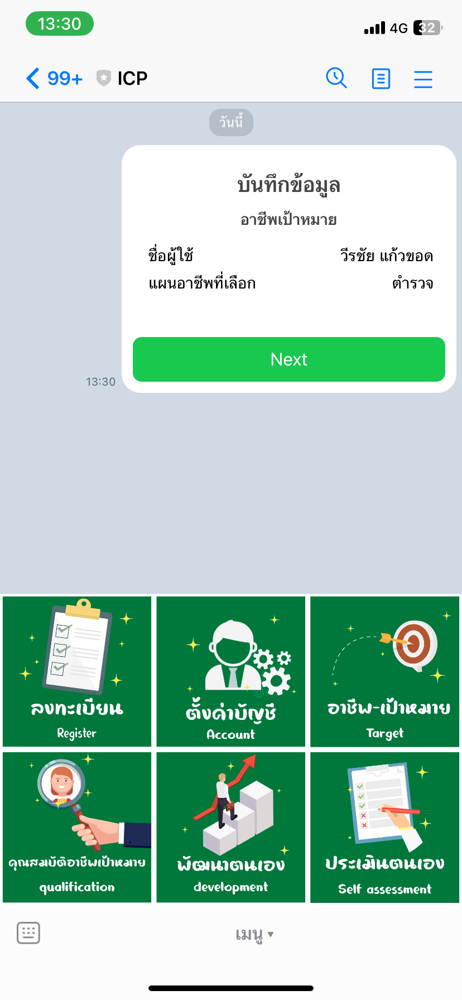 13:30
4G 32
99+ ICP
วันนี้
บันทึกข้อมูล
อาชีพเป้าหมาย
ชื่อผู้ใช้ วีรชัย แก้วขอด
แผนอาชีพที่เลือก ตำรวจ
Next
13:30
ลงทะเบียน
Register
ตั้งค่าบัญชี
Account
อาชีพ-เป้าหมาย
Target
คุณสมบัติอาชีพเป้าหมาย
qualification
พัฒนาตนเอง
development
ประเมินตนเอง
Self assessment
เมนู